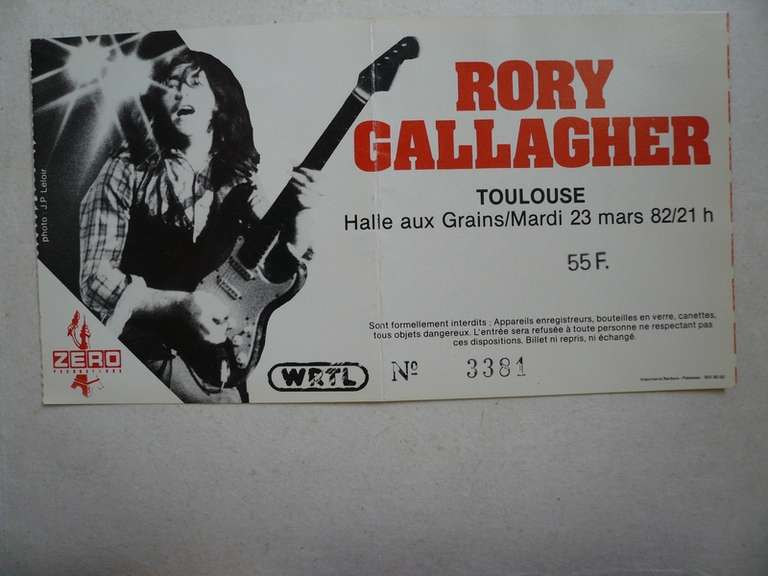 RORY
GALLAGHER
TOULOUSE
Halle aux Grains/Mardi 23 mars 82/21 h
55 F.
Sont formellement interdits : Appareils enregistreurs, bouteilles en verre, canettes,
tous objets dangereux. L'entrée sera refusée à toute personne ne respectant pas
ces dispositions. Billet ni repris, ni échangé.
photo : J.P Leloir
ZERO
PRODUCTIONS
WRTL
Nº 3381